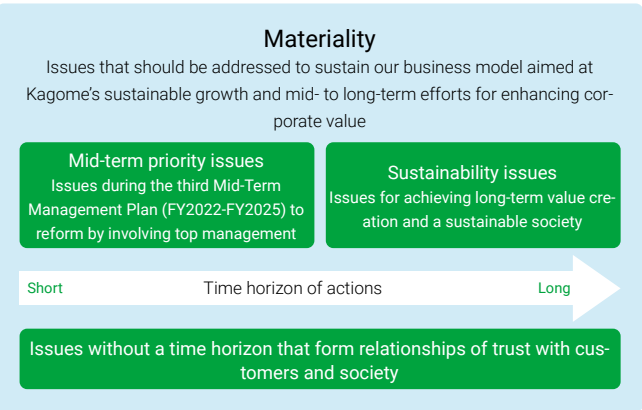 Materiality
Issues that should be addressed to sustain our business model aimed at
Kagome's sustainable growth and mid- to long-term efforts for enhancing cor-
porate value
Mid-term priority issues
Issues during the third Mid-Term
Management Plan (FY2022-FY2025) to
reform by involving top management
Sustainability issues
Issues for achieving long-term value cre-
ation and a sustainable society
Short
Time horizon of actions
Long
Issues without a time horizon that form relationships of trust with cus-
tomers and society